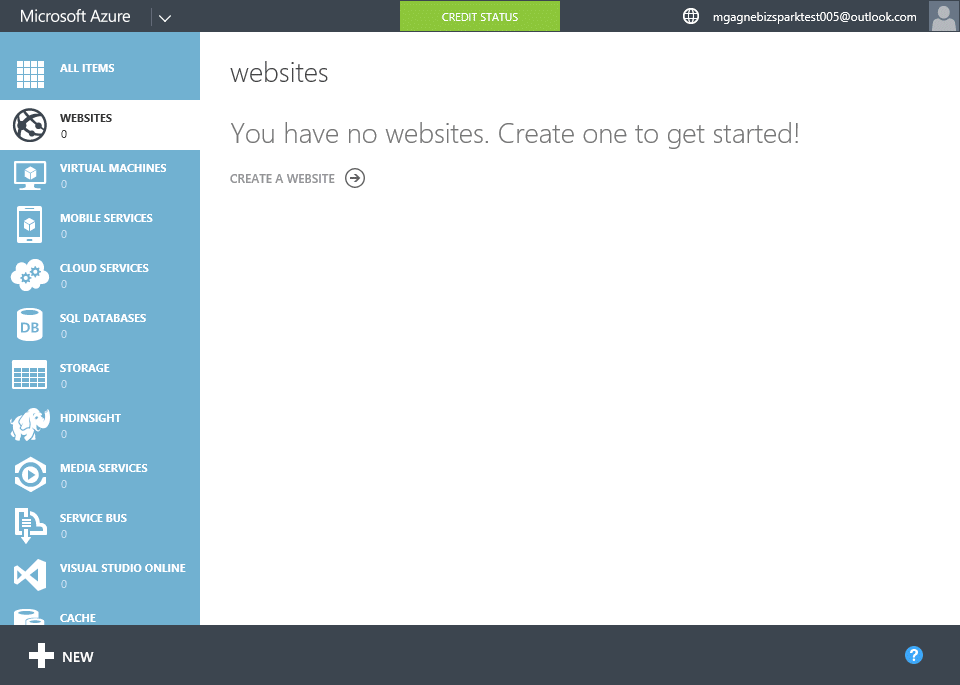 Microsoft Azure
CREDIT STATUS
mgagnebizsparktest005@outlook.com
ALL ITEMS
WEBSITES
0
VIRTUAL MACHINES
0
MOBILE SERVICES
0
CLOUD SERVICES
0
SQL DATABASES
0
DB
STORAGE
0
HDINSIGHT
0
MEDIA SERVICES
0
SERVICE BUS
0
VISUAL STUDIO ONLINE
0
CACHE
websites
You have no websites. Create one to get started!
CREATE A WEBSITE
NEW
?